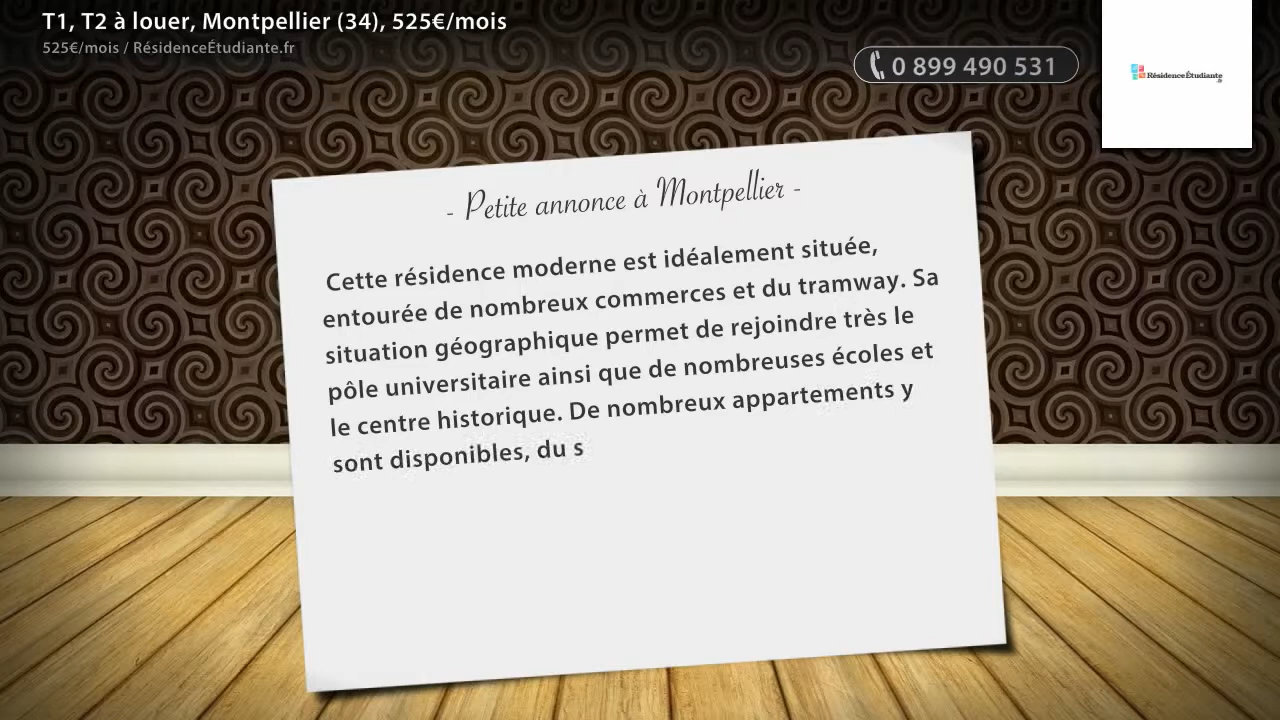 T1, T2 à louer, Montpellier (34), 525€/mois
525€/mois / RésidenceÉtudiante.fr
0 899 490 531
RésidenceÉtudiante
.fr
- Petite annonce à Montpellier -
Cette résidence moderne est idéalement située,
entourée de nombreux commerces et du tramway. Sa
situation géographique permet de rejoindre très le
pôle universitaire ainsi que de nombreuses écoles et
le centre historique. De nombreux appartements y
sont disponibles, du s